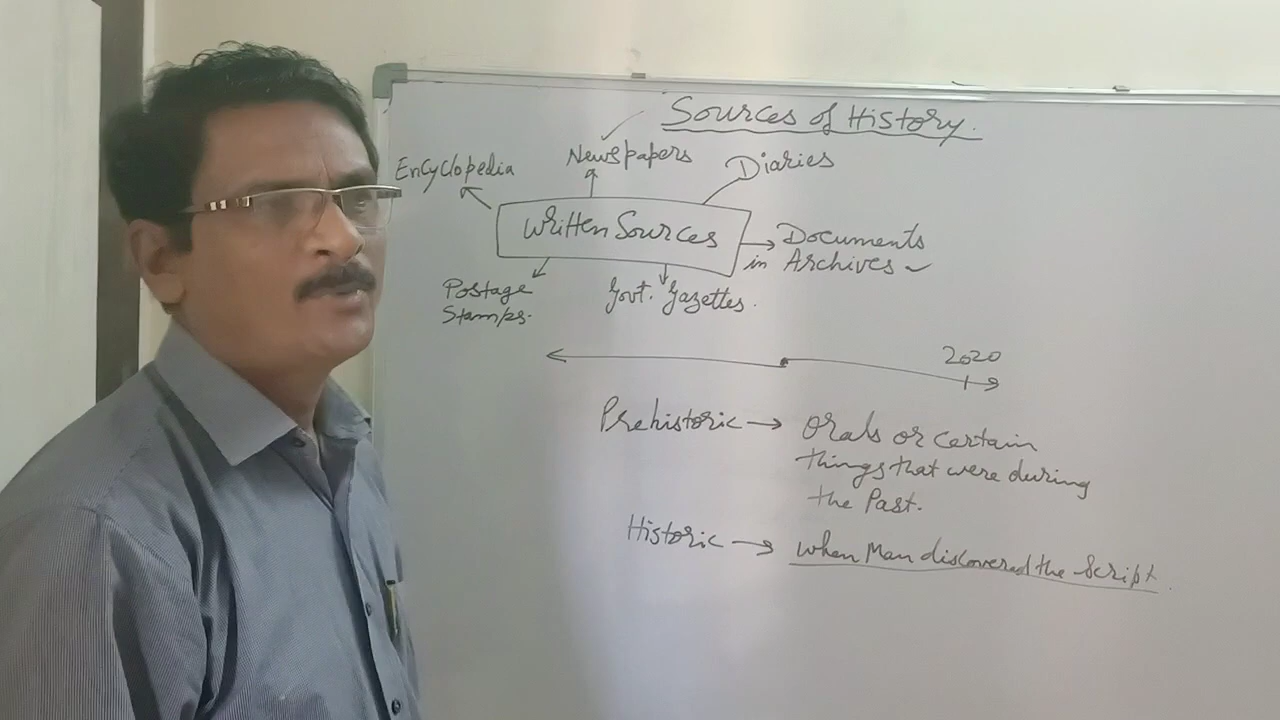 Sources of History.
Encyclopedia
Newspapers
Diaries
Written Sources
Documents
in Archives
Postage
Stamps.
Govt. Gazettes.
2020
Prehistoric → Orals or certain
things that were during
the Past.
Historic → when Man discovered the Script.